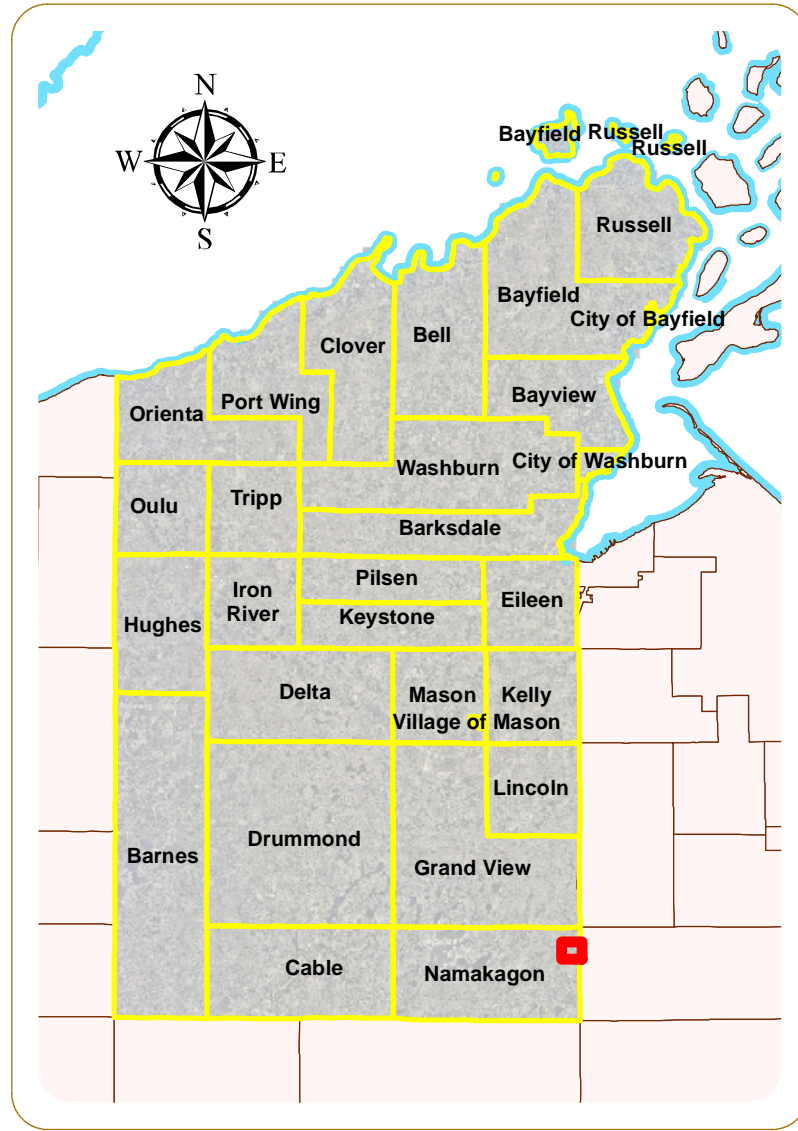 N
W E
S
Bayfield Russell
Russell
Russell
Bayfield
City of Bayfield
Clover
Bell
Bayview
Port Wing
Orienta
Washburn
City of Washburn
Oulu
Tripp
Barksdale
Pilsen
Iron
River
Keystone
Eileen
Hughes
Delta
Mason
Kelly
Village of Mason
Lincoln
Drummond
Barnes
Grand View
Cable
Namakagon